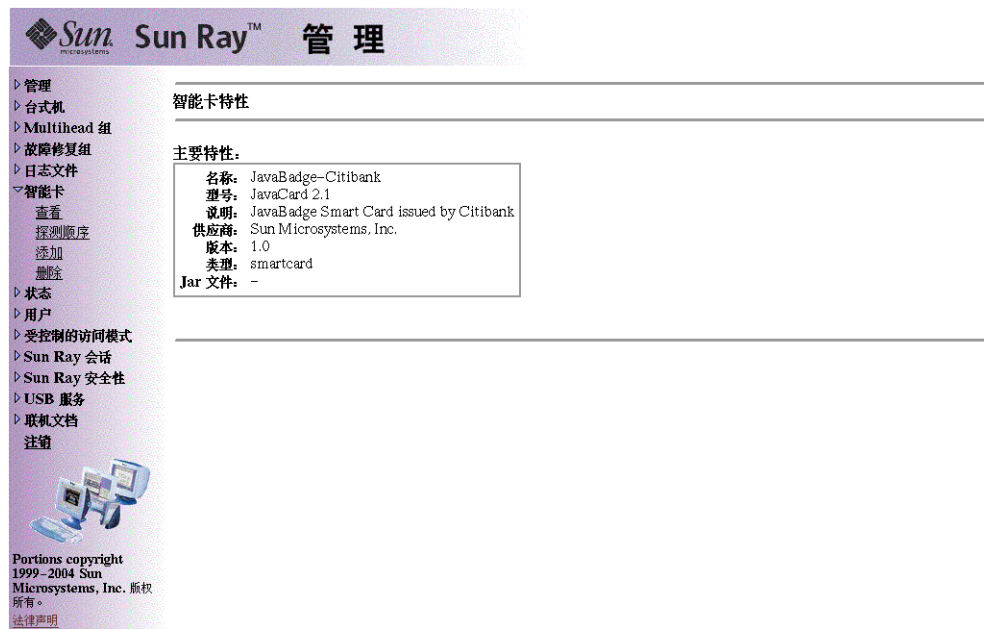 Sun microsystems Sun Ray™ 管 理
管理
台式机
Multihead 组
故障修复组
日志文件
智能卡
查看
探测顺序
添加
删除
状态
用户
受控制的访问模式
Sun Ray 会话
Sun Ray 安全性
USB 服务
联机文档
注销
Portions copyright
1999-2004 Sun
Microsystems, Inc. 版权
所有。
法律声明
智能卡特性
主要特性：
名称： JavaBadge-Citibank
型号： JavaCard 2.1
说明： JavaBadge Smart Card issued by Citibank
供应商： Sun Microsystems, Inc.
版本： 1.0
类型： smartcard
Jar 文件： -